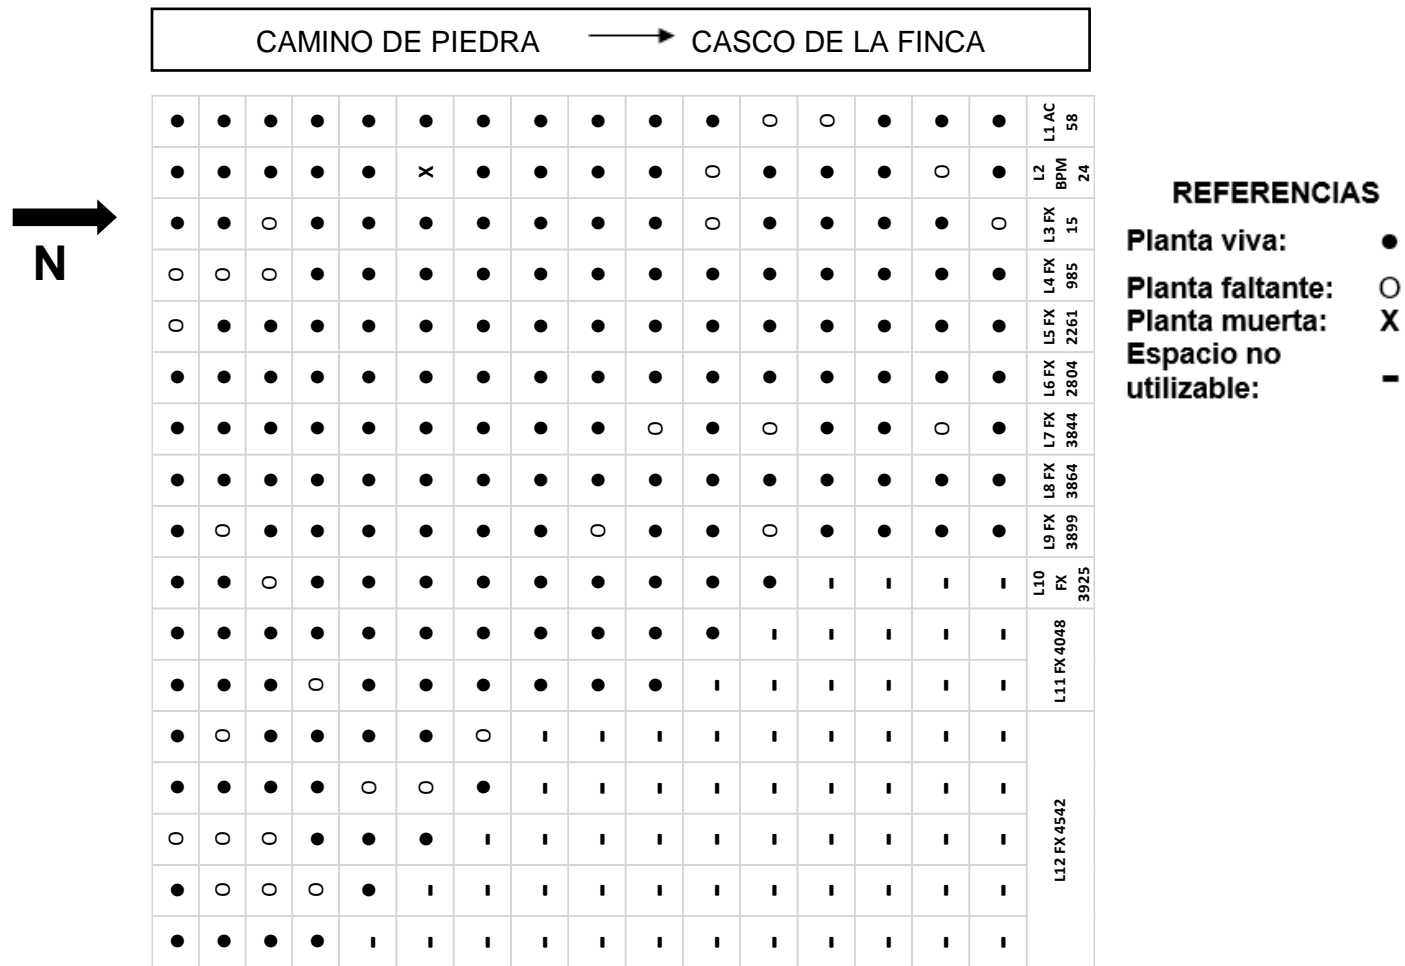 CAMINO DE PIEDRA → CASCO DE LA FINCA
● ● ● ● ● ● ● ● ● ● ● O O ● ● ● L1 AC 58
● ● ● ● ● X ● ● ● ● O ● ● ● O ● L2 BPM 24
● ● O ● ● ● ● ● ● ● O ● ● ● ● O L3 FX 15
O O O ● ● ● ● ● ● ● ● ● ● ● ● ● L4 FX 985
O ● ● ● ● ● ● ● ● ● ● ● ● ● ● ● L5 FX 2261
● ● ● ● ● ● ● ● ● ● ● ● ● ● ● ● L6 FX 2804
● ● ● ● ● ● ● ● ● O ● O ● ● O ● L7 FX 3844
● ● ● ● ● ● ● ● ● ● ● ● ● ● ● ● L8 FX 3864
● O ● ● ● ● ● ● O ● ● O ● ● ● ● L9 FX 3899
● ● O ● ● ● ● ● ● ● ● ● - - - - L10 FX 3925
● ● ● ● ● ● ● ● ● ● ● - - - - - L11 FX 4048
● ● ● O ● ● ● ● ● ● - - - - - -
● O ● ● ● ● O - - - - - - - - -
● ● ● ● O O ● - - - - - - - - - L12 FX 4542
O O O ● ● ● - - - - - - - - - -
● O O O ● - - - - - - - - - - -
● ● ● ● - - - - - - - - - - - -
N
REFERENCIAS
Planta viva: ●
Planta faltante: O
Planta muerta: X
Espacio no
utilizable: -